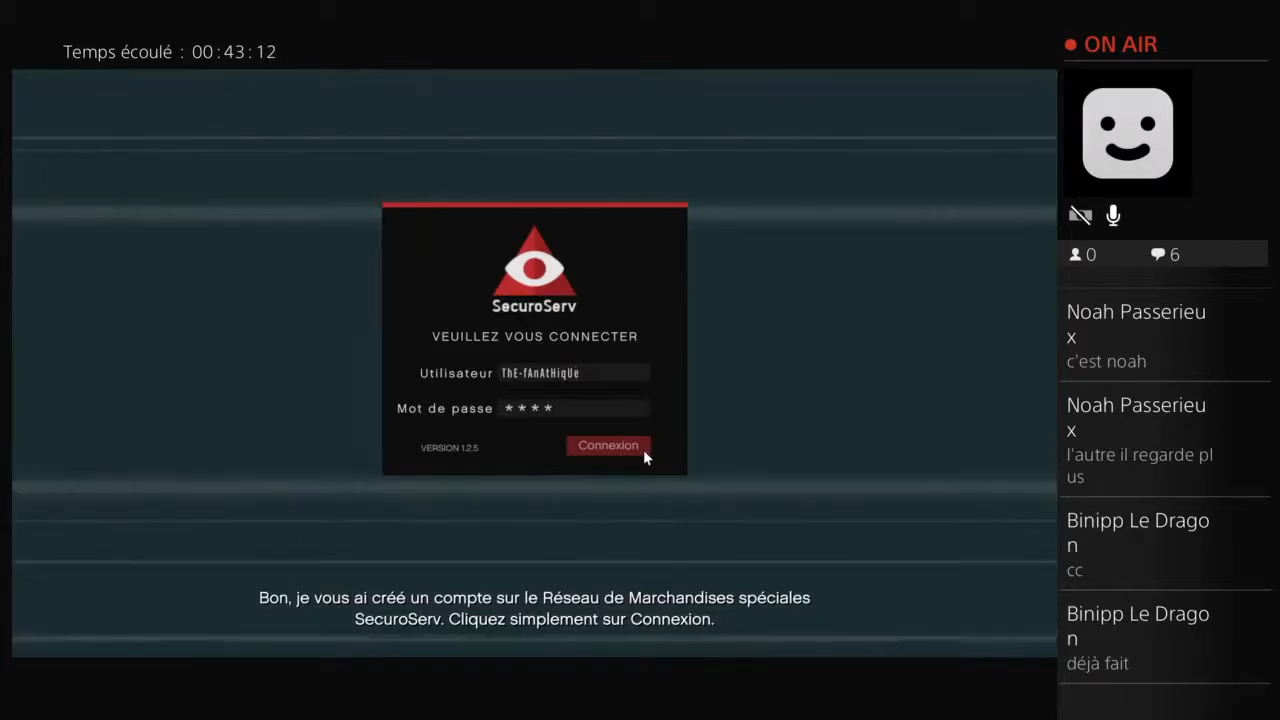 Temps écoulé : 00:43:12
ON AIR
SecuroServ
VEUILLEZ VOUS CONNECTER
Utilisateur ThE-fAnAtHiqUe
Mot de passe ****
VERSION 1.2.5 Connexion
Bon, je vous ai créé un compte sur le Réseau de Marchandises spéciales
SecuroServ. Cliquez simplement sur Connexion.
0 6
Noah Passerieu
x
c'est noah
Noah Passerieu
x
l'autre il regarde pl
us
Binipp Le Drago
n
cc
Binipp Le Drago
n
déjà fait